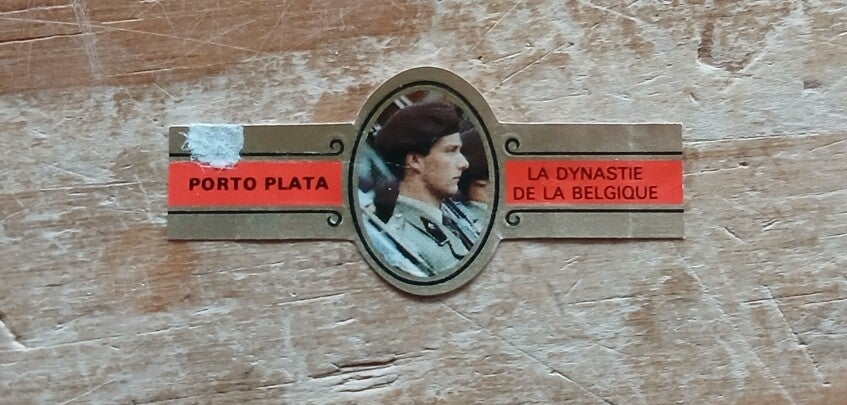 PORTO PLATA
LA DYNASTIE
DE LA BELGIQUE